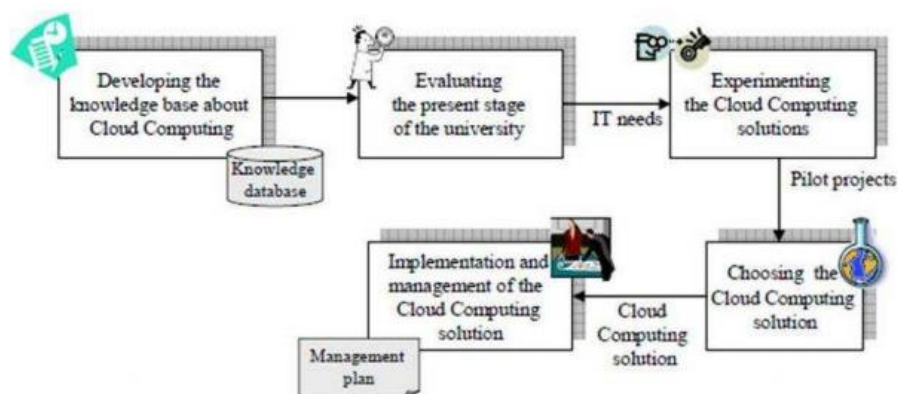 Developing the
knowledge base about
Cloud Computing
Knowledge
database
Evaluating
the present stage
of the university
IT needs
Experimenting
the Cloud Computing
solutions
Pilot projects
Choosing the
Cloud Computing
solution
Cloud
Computing
solution
Implementation and
management of the
Cloud Computing
solution
Management
plan